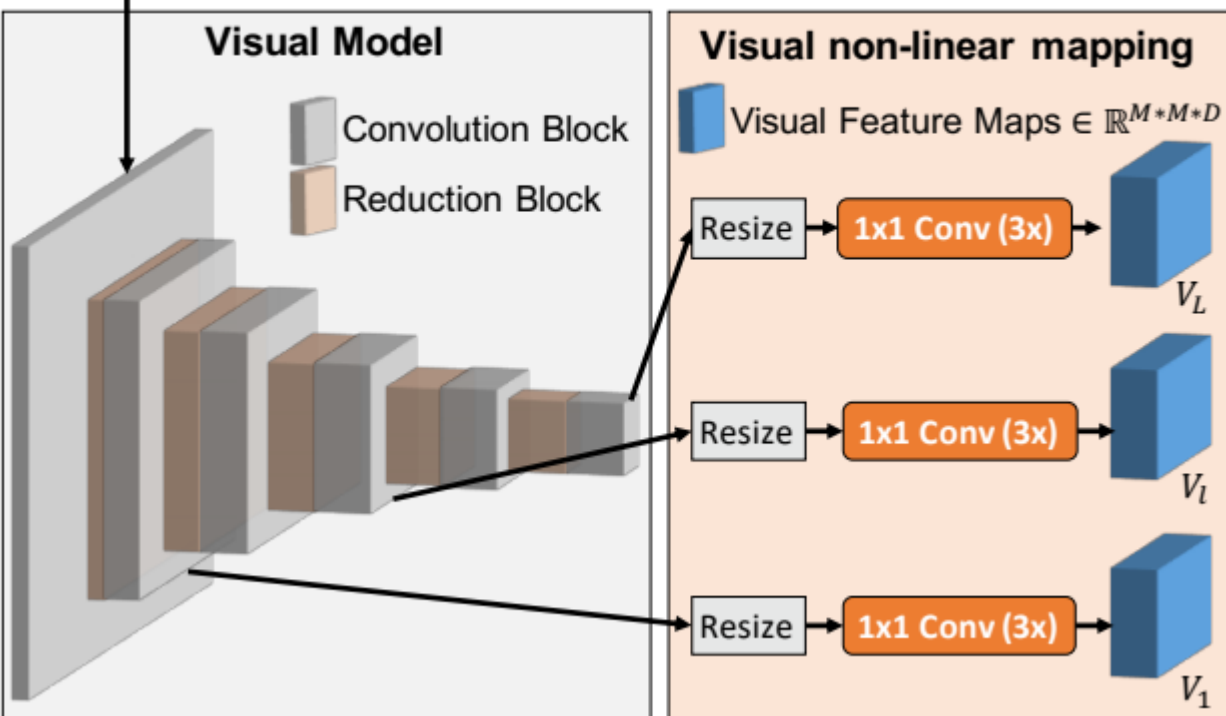 Visual Model
Convolution Block
Reduction Block
Visual non-linear mapping
Visual Feature Maps ∈ ℝ^{M*M*D}
Resize
1x1 Conv (3x)
V_L
Resize
1x1 Conv (3x)
V_l
Resize
1x1 Conv (3x)
V_1